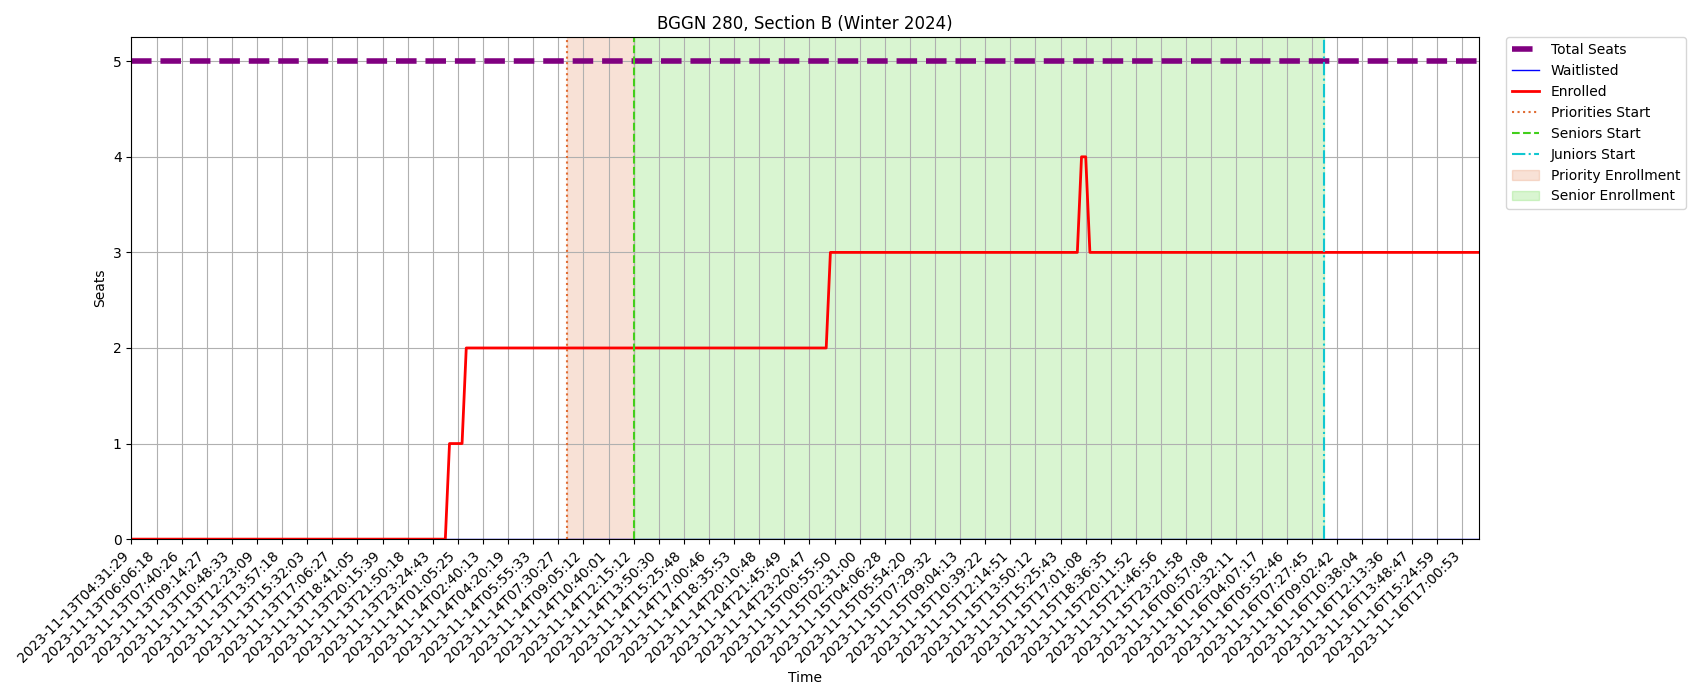 BGGN 280, Section B (Winter 2024)
Total Seats
Waitlisted
Enrolled
Priorities Start
Seniors Start
Juniors Start
Priority Enrollment
Senior Enrollment
Seats
5
4
3
2
1
0
2023-11-13T04:31:29
2023-11-13T06:06:18
2023-11-13T07:40:26
2023-11-13T09:14:27
2023-11-13T10:48:33
2023-11-13T12:23:09
2023-11-13T13:57:18
2023-11-13T15:32:03
2023-11-13T17:06:27
2023-11-13T18:41:05
2023-11-13T20:15:39
2023-11-13T21:50:18
2023-11-13T23:24:43
2023-11-14T01:05:25
2023-11-14T02:40:13
2023-11-14T04:20:19
2023-11-14T05:55:33
2023-11-14T07:30:27
2023-11-14T09:05:12
2023-11-14T10:40:01
2023-11-14T12:15:12
2023-11-14T13:50:30
2023-11-14T15:25:48
2023-11-14T17:00:46
2023-11-14T18:35:53
2023-11-14T20:10:48
2023-11-14T21:45:49
2023-11-14T23:20:47
2023-11-15T00:55:50
2023-11-15T02:31:00
2023-11-15T04:06:28
2023-11-15T05:54:20
2023-11-15T07:29:32
2023-11-15T09:04:13
2023-11-15T10:39:22
2023-11-15T12:14:51
2023-11-15T13:50:12
2023-11-15T15:25:43
2023-11-15T17:01:08
2023-11-15T18:36:35
2023-11-15T20:11:52
2023-11-15T21:46:56
2023-11-15T23:21:58
2023-11-16T00:57:08
2023-11-16T02:32:11
2023-11-16T04:07:17
2023-11-16T05:52:46
2023-11-16T07:27:45
2023-11-16T09:02:42
2023-11-16T10:38:04
2023-11-16T12:13:36
2023-11-16T13:48:47
2023-11-16T15:24:59
2023-11-16T17:00:53
Time